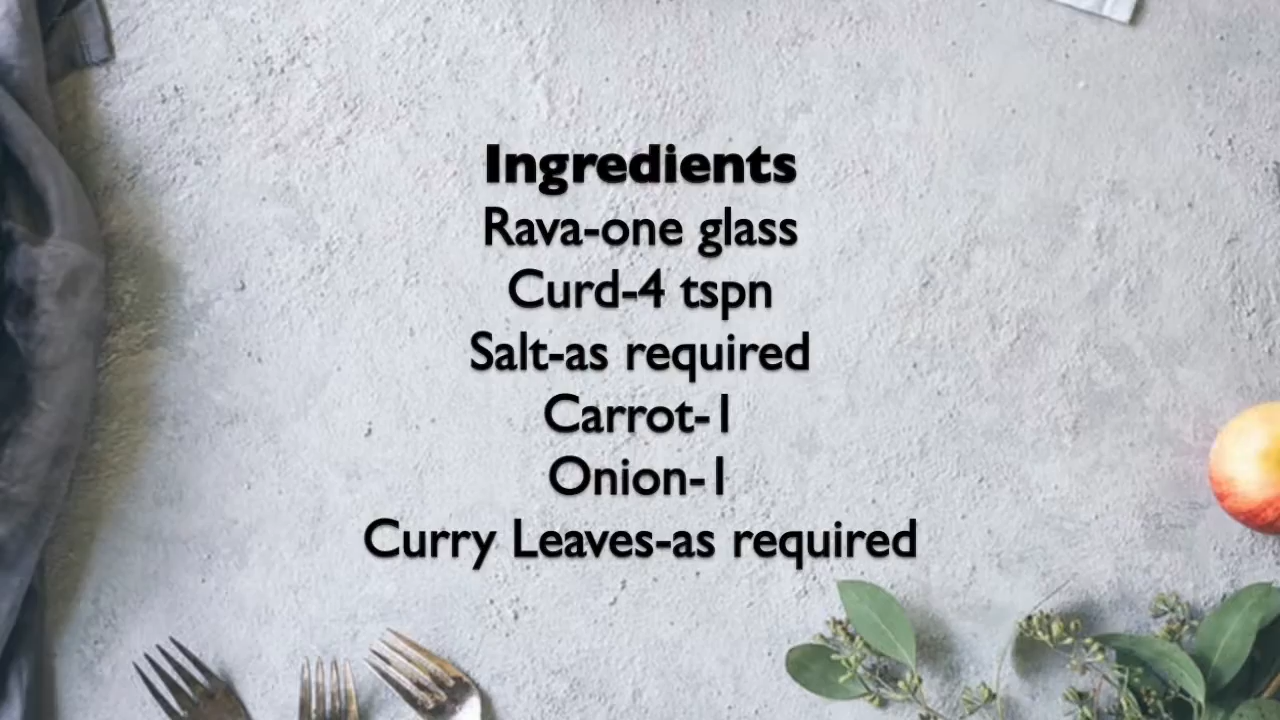 Ingredients
Rava-one glass
Curd-4 tspn
Salt-as required
Carrot-1
Onion-1
Curry Leaves-as required